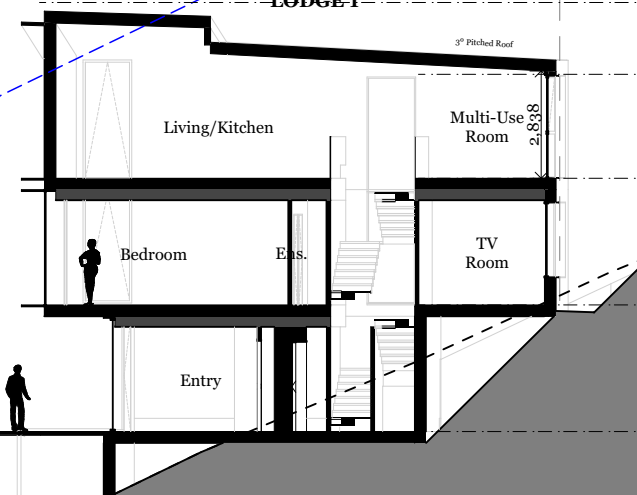 LODGE 1
3° Pitched Roof
Living/Kitchen
Multi-Use
Room
2,838
Bedroom
Ens.
TV
Room
Entry